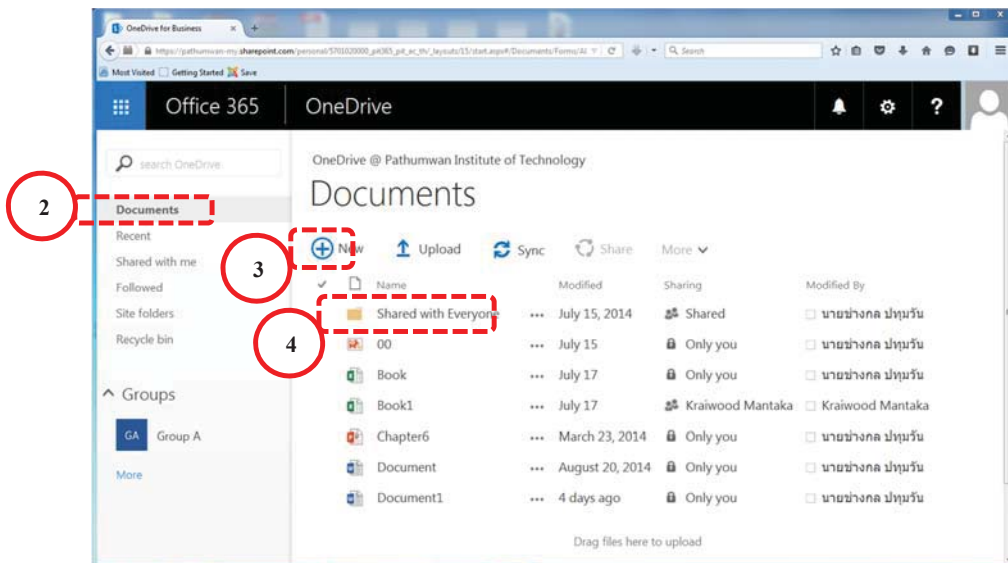 OneDrive for Business
https://pathumwan-my.sharepoint.com/personal/5701020000_pit365_pit_ac_th/_layouts/15/start.aspx#/Documents/Forms/Al
Search
Most Visited Getting Started Save
Office 365 OneDrive ?
search OneDrive
OneDrive @ Pathumwan Institute of Technology
Documents
2
Documents
Recent
Shared with me
Followed
Site folders
Recycle bin
3
New Upload Sync Share More
Name Modified Sharing Modified By
4
Shared with Everyone ... July 15, 2014 Shared นายช่างกล ปทุมวัน
00 ... July 15 Only you นายช่างกล ปทุมวัน
Book ... July 17 Only you นายช่างกล ปทุมวัน
Book1 ... July 17 Kraiwood Mantaka Kraiwood Mantaka
Chapter6 ... March 23, 2014 Only you นายช่างกล ปทุมวัน
Document ... August 20, 2014 Only you นายช่างกล ปทุมวัน
Document1 ... 4 days ago Only you นายช่างกล ปทุมวัน
Groups
GA Group A
More
Drag files here to upload